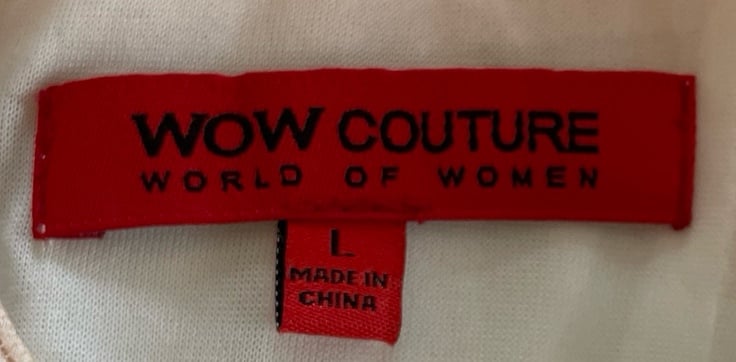 WOW COUTURE
WORLD OF WOMEN
L
MADE IN
CHINA